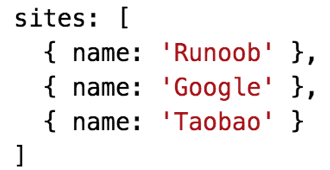 sites: [
  { name: 'Runoob' },
  { name: 'Google' },
  { name: 'Taobao' }
]